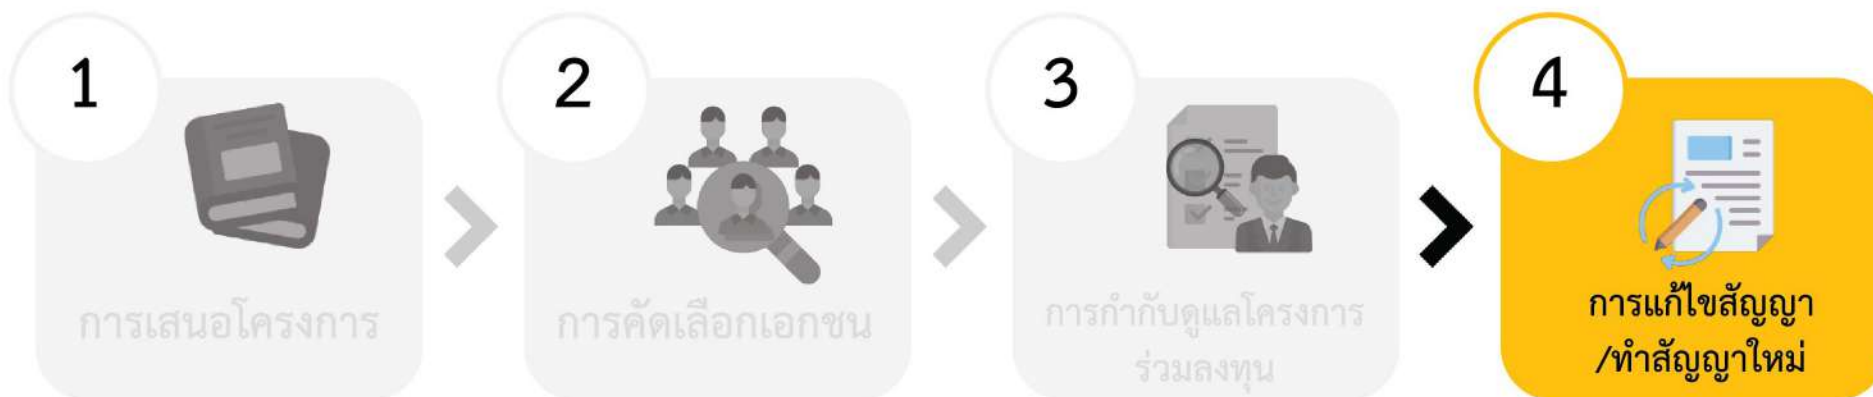 1
การเสนอโครงการ
2
การคัดเลือกเอกชน
3
การกำกับดูแลโครงการ
ร่วมลงทุน
4
การแก้ไขสัญญา
/ทำสัญญาใหม่